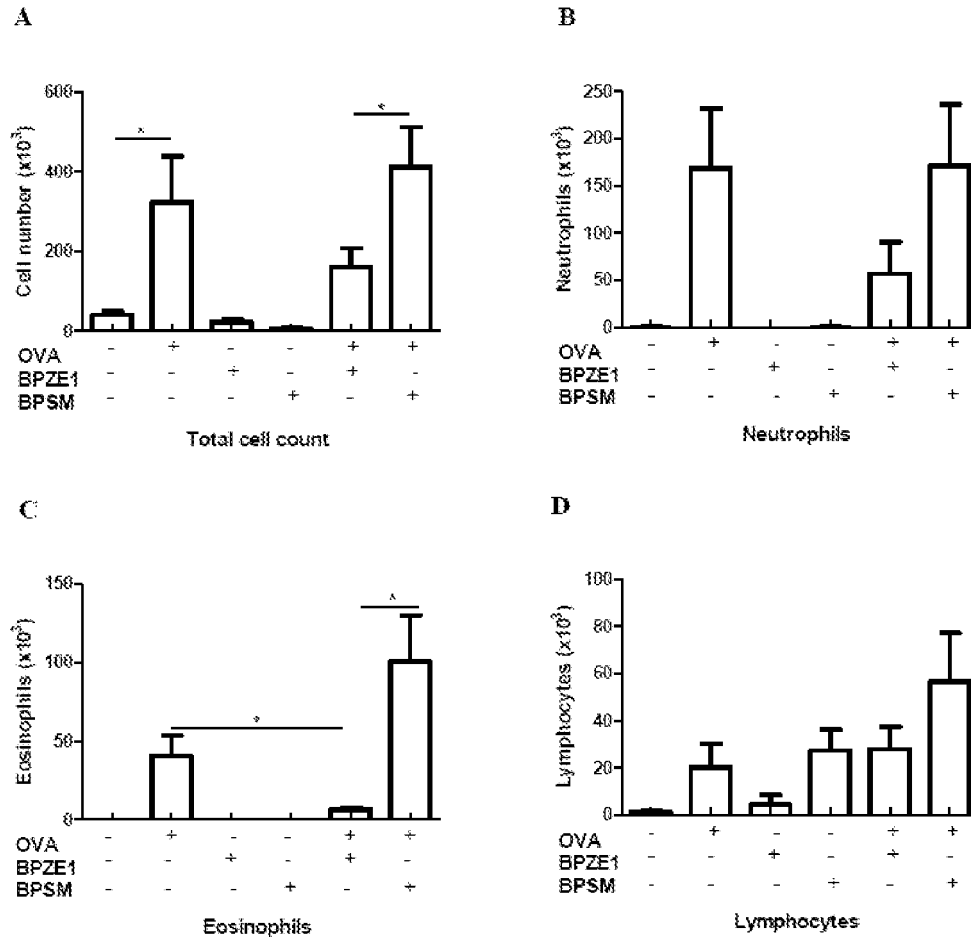 A
Cell number (x10³)
600
400
200
0
*
*
OVA - + - - + +
BPZE1 - - + - + -
BPSM - - - + - +
Total cell count
B
Neutrophils (x10³)
250
200
150
100
50
0
OVA - + - - + +
BPZE1 - - + - + -
BPSM - - - + - +
Neutrophils
C
Eosinophils (x10³)
150
100
50
0
*
*
OVA - + - - + +
BPZE1 - - + - + -
BPSM - - - + - +
Eosinophils
D
Lymphocytes (x10³)
100
80
60
40
20
0
OVA - + - - + +
BPZE1 - - + - + -
BPSM - - - + - +
Lymphocytes